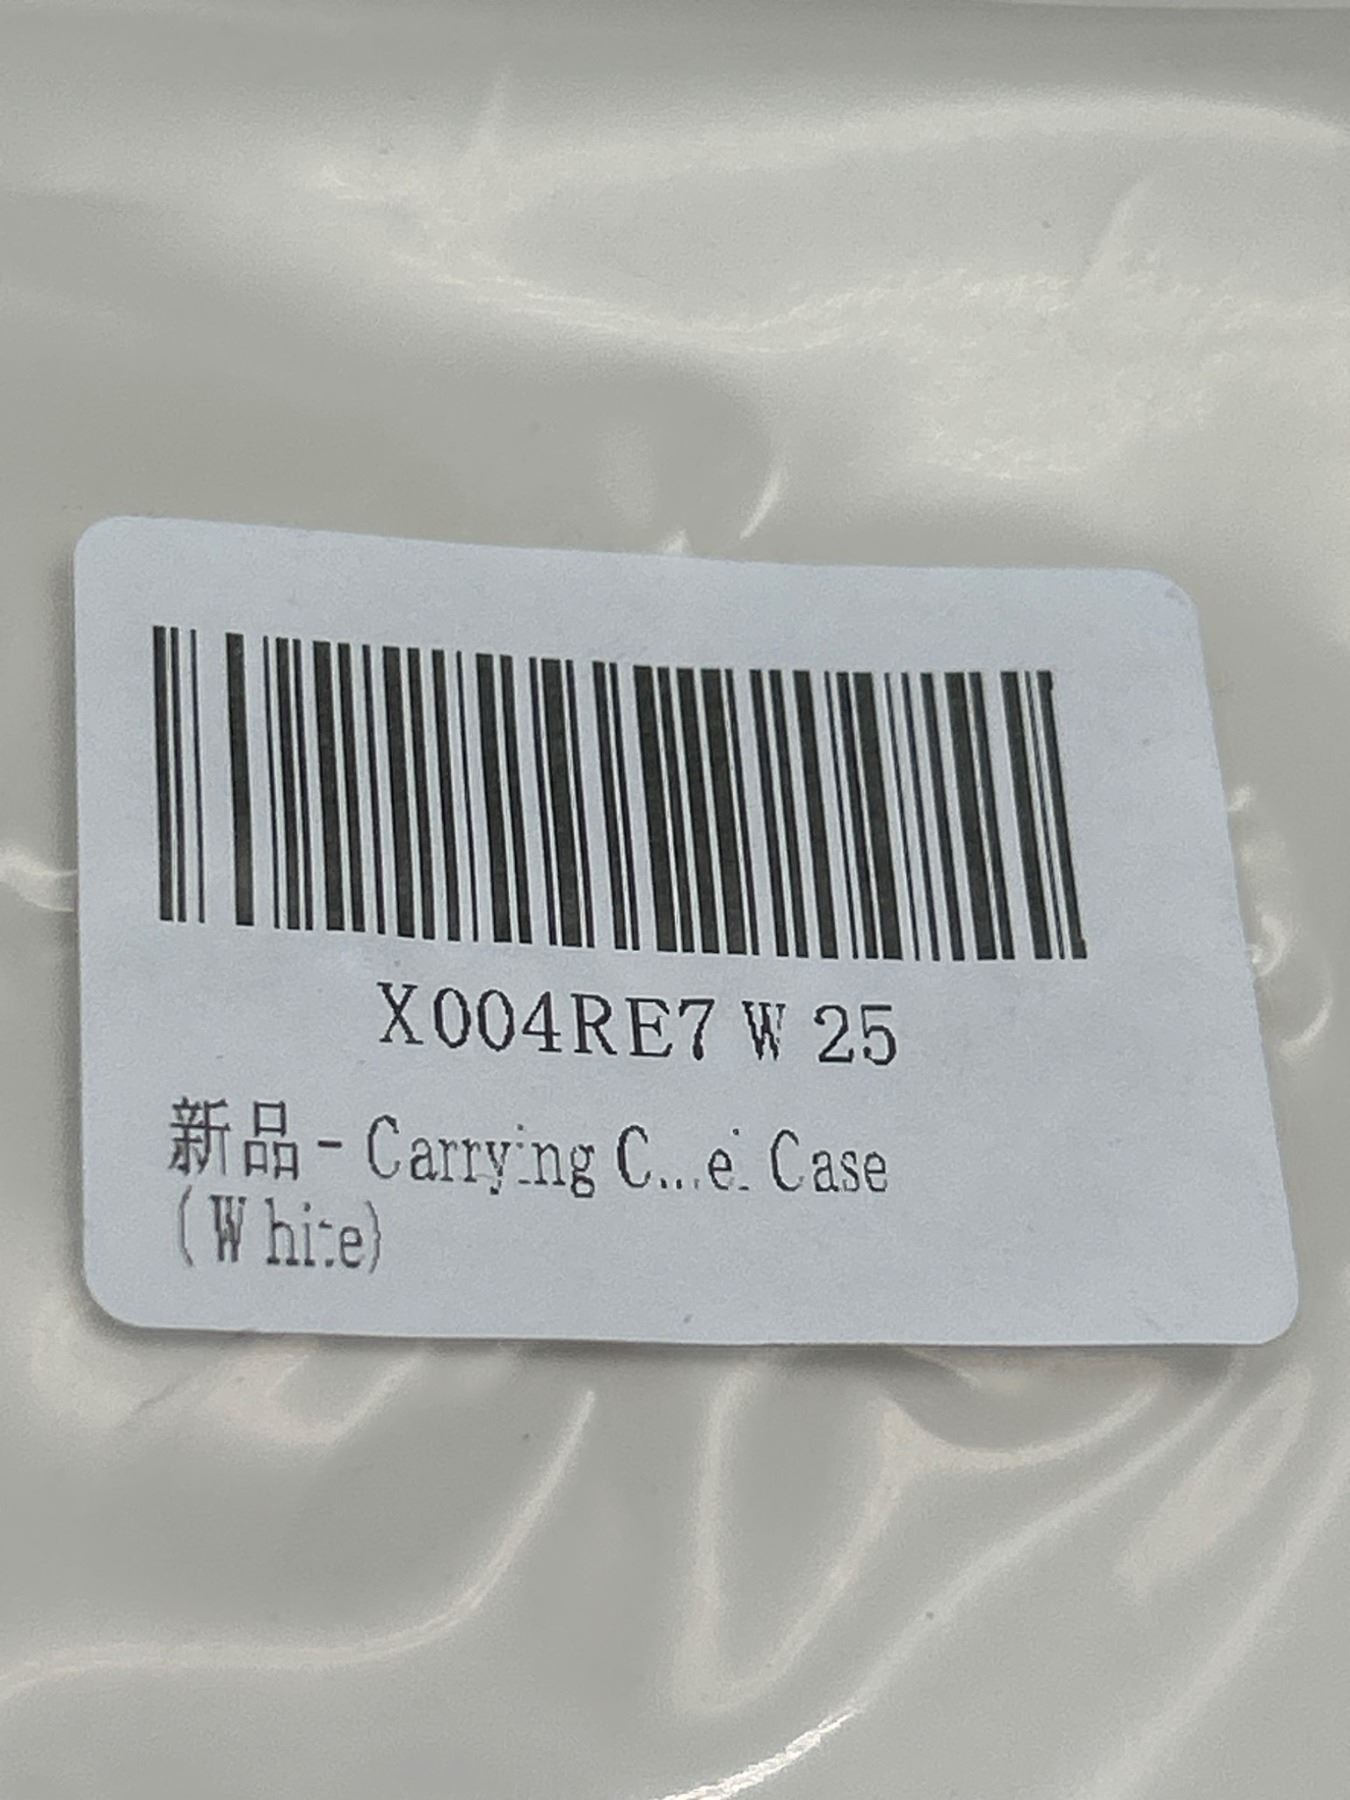 X004RE7W25
新品 - Carrying C...e. Case
(White)